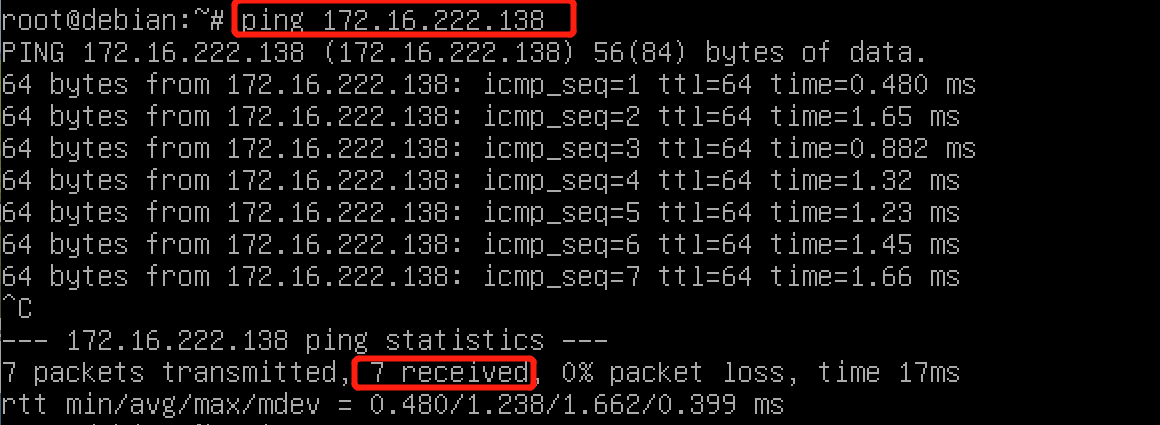 root@debian:~# ping 172.16.222.138
PING 172.16.222.138 (172.16.222.138) 56(84) bytes of data.
64 bytes from 172.16.222.138: icmp_seq=1 ttl=64 time=0.480 ms
64 bytes from 172.16.222.138: icmp_seq=2 ttl=64 time=1.65 ms
64 bytes from 172.16.222.138: icmp_seq=3 ttl=64 time=0.882 ms
64 bytes from 172.16.222.138: icmp_seq=4 ttl=64 time=1.32 ms
64 bytes from 172.16.222.138: icmp_seq=5 ttl=64 time=1.23 ms
64 bytes from 172.16.222.138: icmp_seq=6 ttl=64 time=1.45 ms
64 bytes from 172.16.222.138: icmp_seq=7 ttl=64 time=1.66 ms
^C
--- 172.16.222.138 ping statistics ---
7 packets transmitted, 7 received, 0% packet loss, time 17ms
rtt min/avg/max/mdev = 0.480/1.238/1.662/0.399 ms